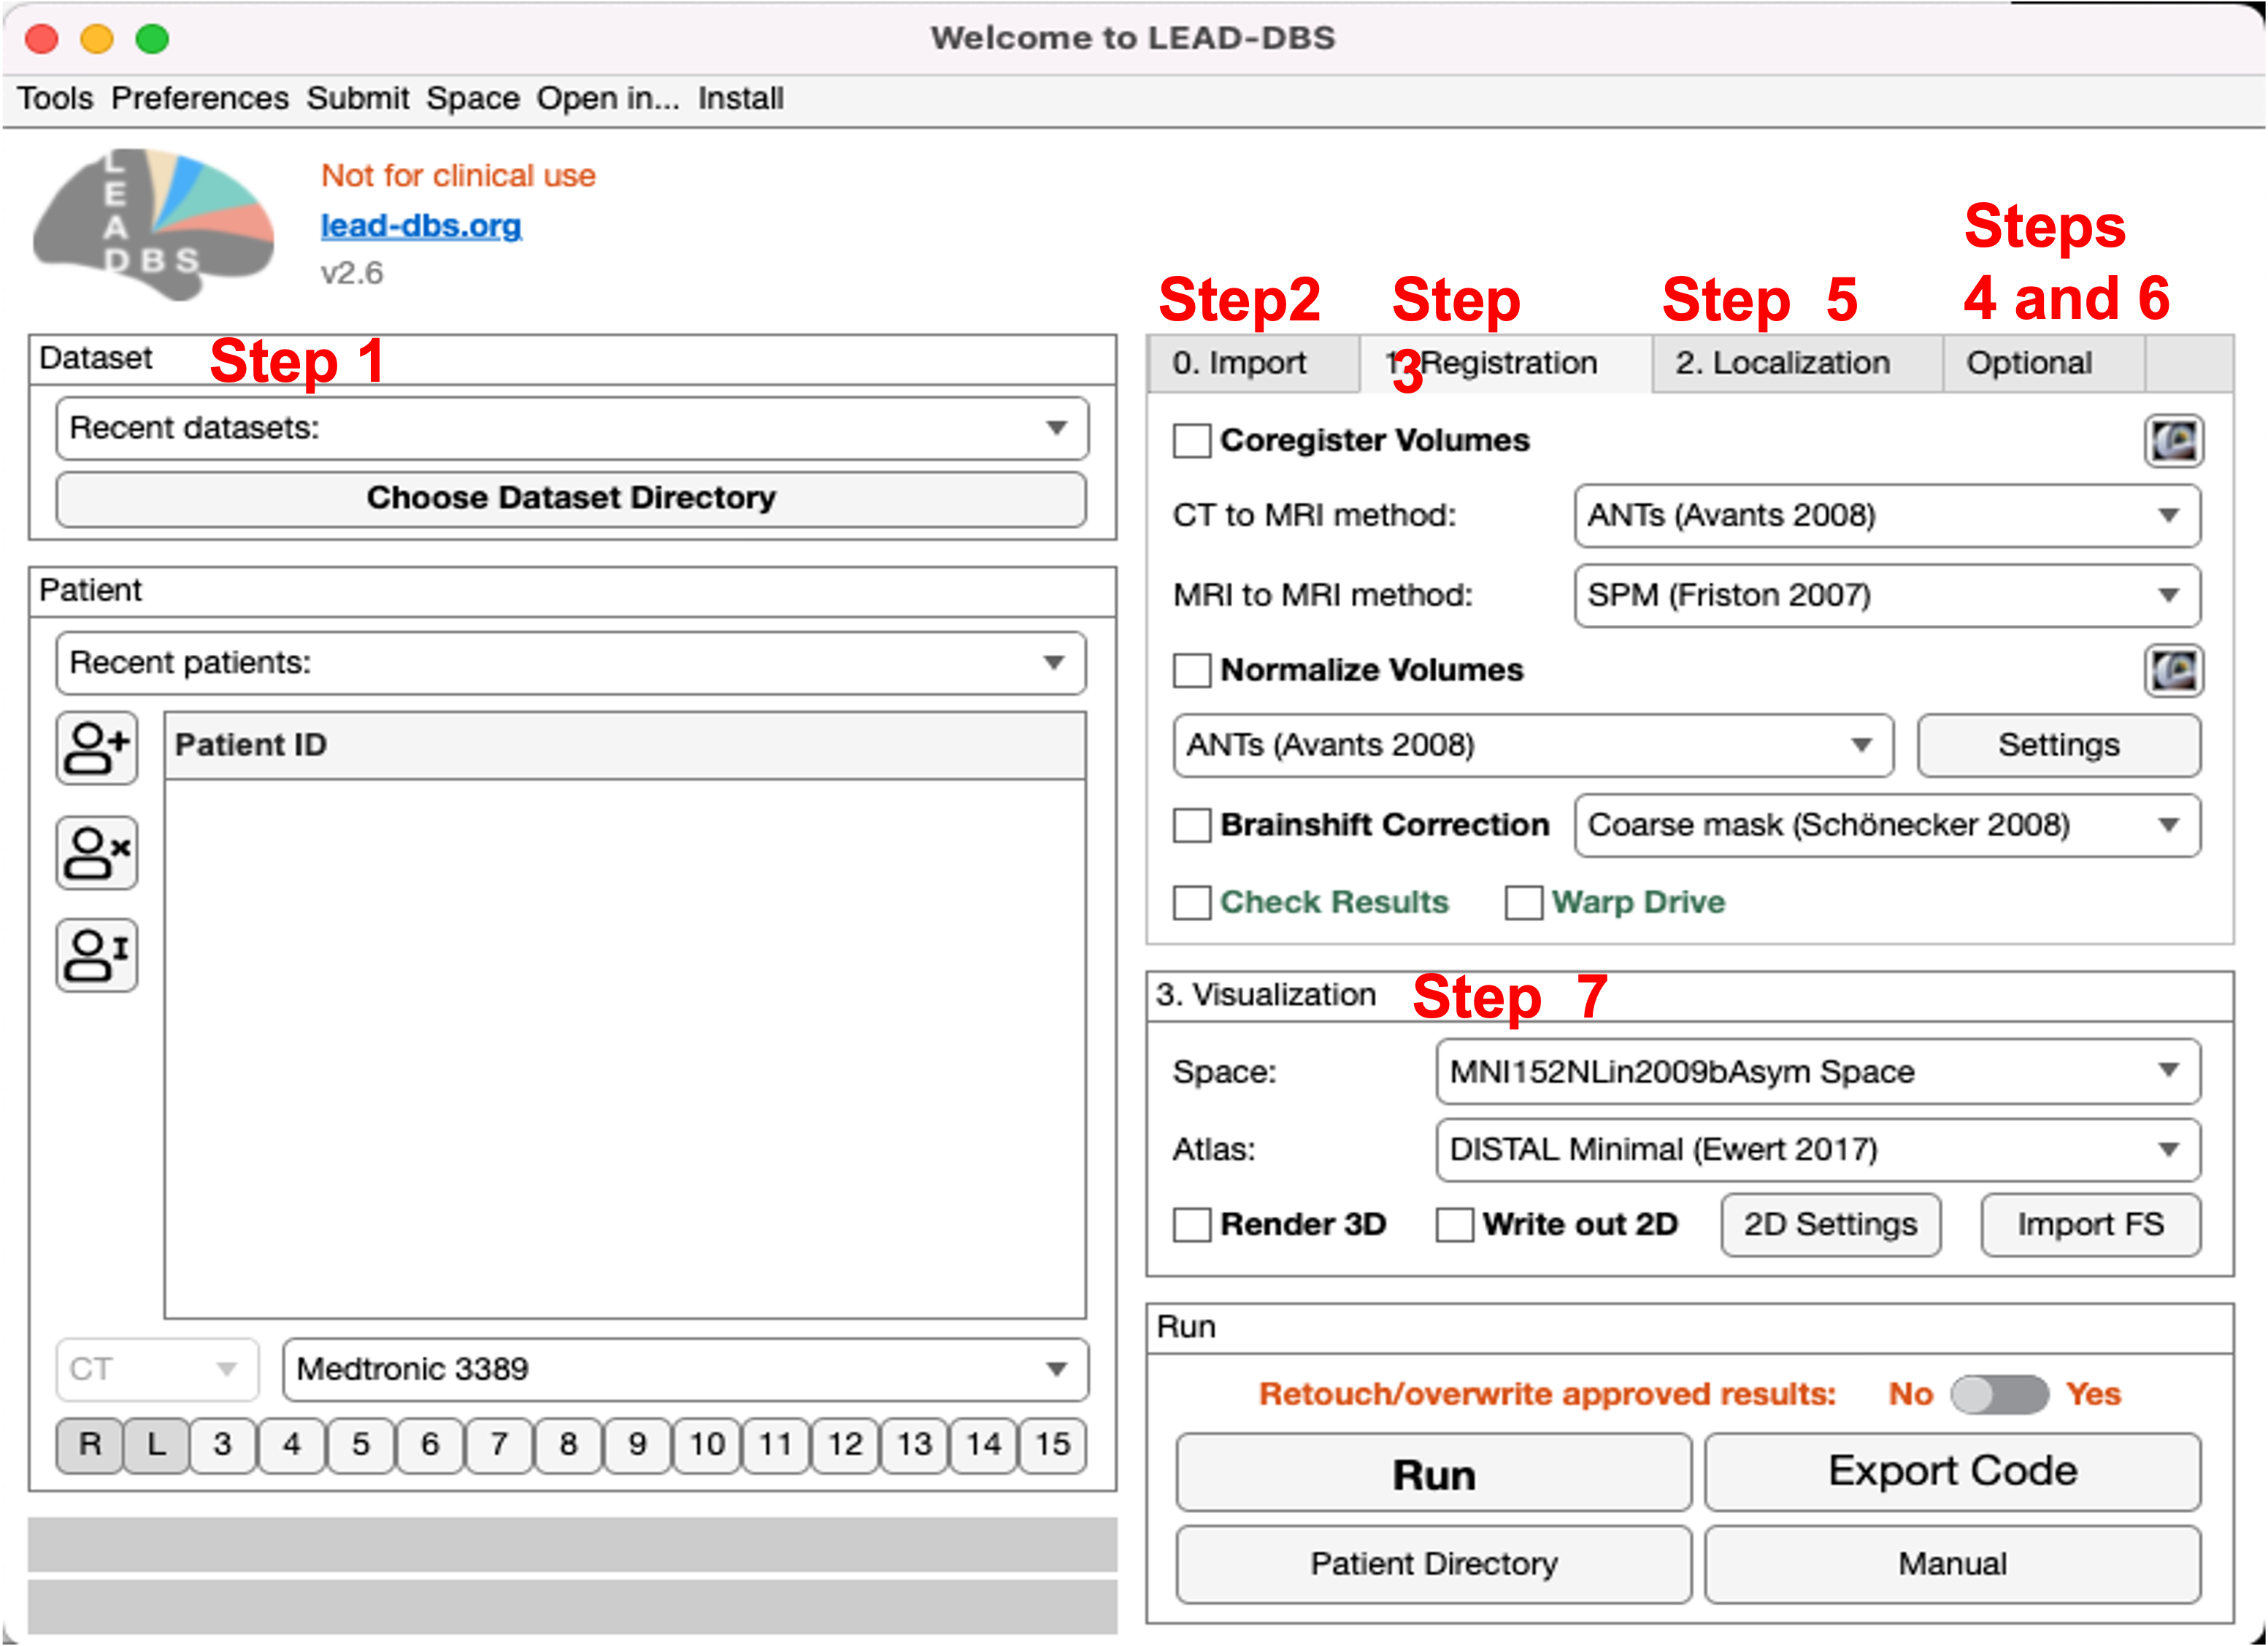 Welcome to LEAD-DBS
Tools Preferences Submit Space Open in... Install
L
E
A
D B S
Not for clinical use
lead-dbs.org
v2.6
Dataset Step 1
Recent datasets:
Choose Dataset Directory
Patient
Recent patients:
Patient ID
CT Medtronic 3389
R L 3 4 5 6 7 8 9 10 11 12 13 14 15
Step2 Step 3 Step 5 Steps 4 and 6
0. Import 1. Registration 2. Localization Optional
Coregister Volumes
CT to MRI method: ANTs (Avants 2008)
MRI to MRI method: SPM (Friston 2007)
Normalize Volumes
ANTs (Avants 2008) Settings
Brainshift Correction Coarse mask (Schönecker 2008)
Check Results Warp Drive
3. Visualization Step 7
Space: MNI152NLin2009bAsym Space
Atlas: DISTAL Minimal (Ewert 2017)
Render 3D Write out 2D 2D Settings Import FS
Run
Retouch/overwrite approved results: No Yes
Run Export Code
Patient Directory Manual